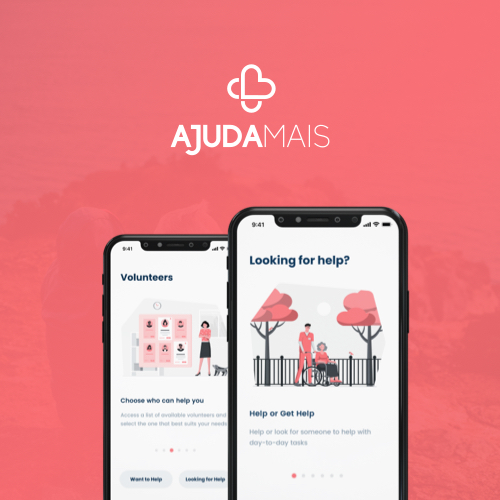 AJUDAMAIS
9:41
Volunteers
Choose who can help you
Access a list of available volunteers and
select the one that best suits your needs
Want to Help
Looking for Help
9:41
Looking for help?
Help or Get Help
Help or look for someone to help with
day-to-day tasks